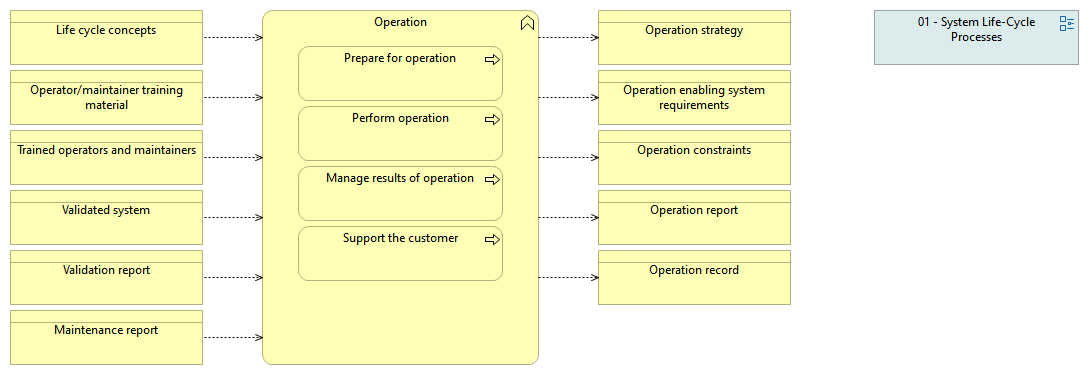 Life cycle concepts
Operator/maintainer training
material
Trained operators and maintainers
Validated system
Validation report
Maintenance report
Operation
Prepare for operation
Perform operation
Manage results of operation
Support the customer
Operation strategy
Operation enabling system
requirements
Operation constraints
Operation report
Operation record
01 - System Life-Cycle
Processes